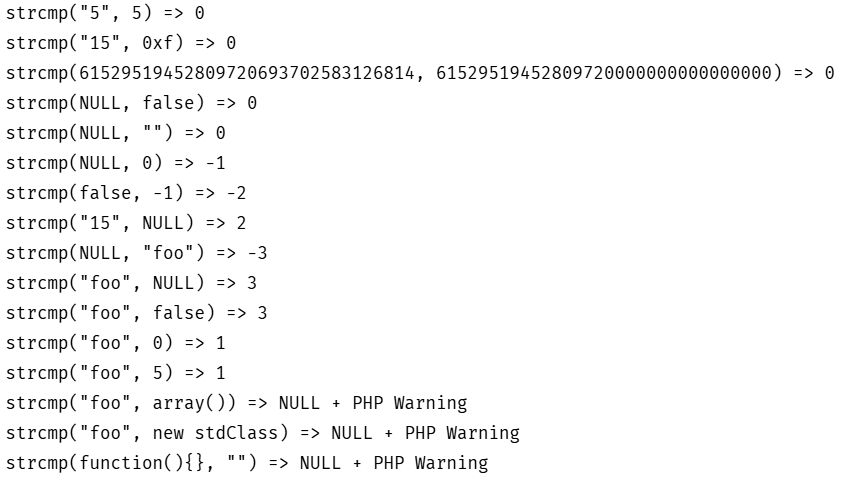 strcmp("5", 5) => 0
strcmp("15", 0xf) => 0
strcmp(61529519452809720693702583126814, 61529519452809720000000000000000) => 0
strcmp(NULL, false) => 0
strcmp(NULL, "") => 0
strcmp(NULL, 0) => -1
strcmp(false, -1) => -2
strcmp("15", NULL) => 2
strcmp(NULL, "foo") => -3
strcmp("foo", NULL) => 3
strcmp("foo", false) => 3
strcmp("foo", 0) => 1
strcmp("foo", 5) => 1
strcmp("foo", array()) => NULL + PHP Warning
strcmp("foo", new stdClass) => NULL + PHP Warning
strcmp(function(){}, "") => NULL + PHP Warning